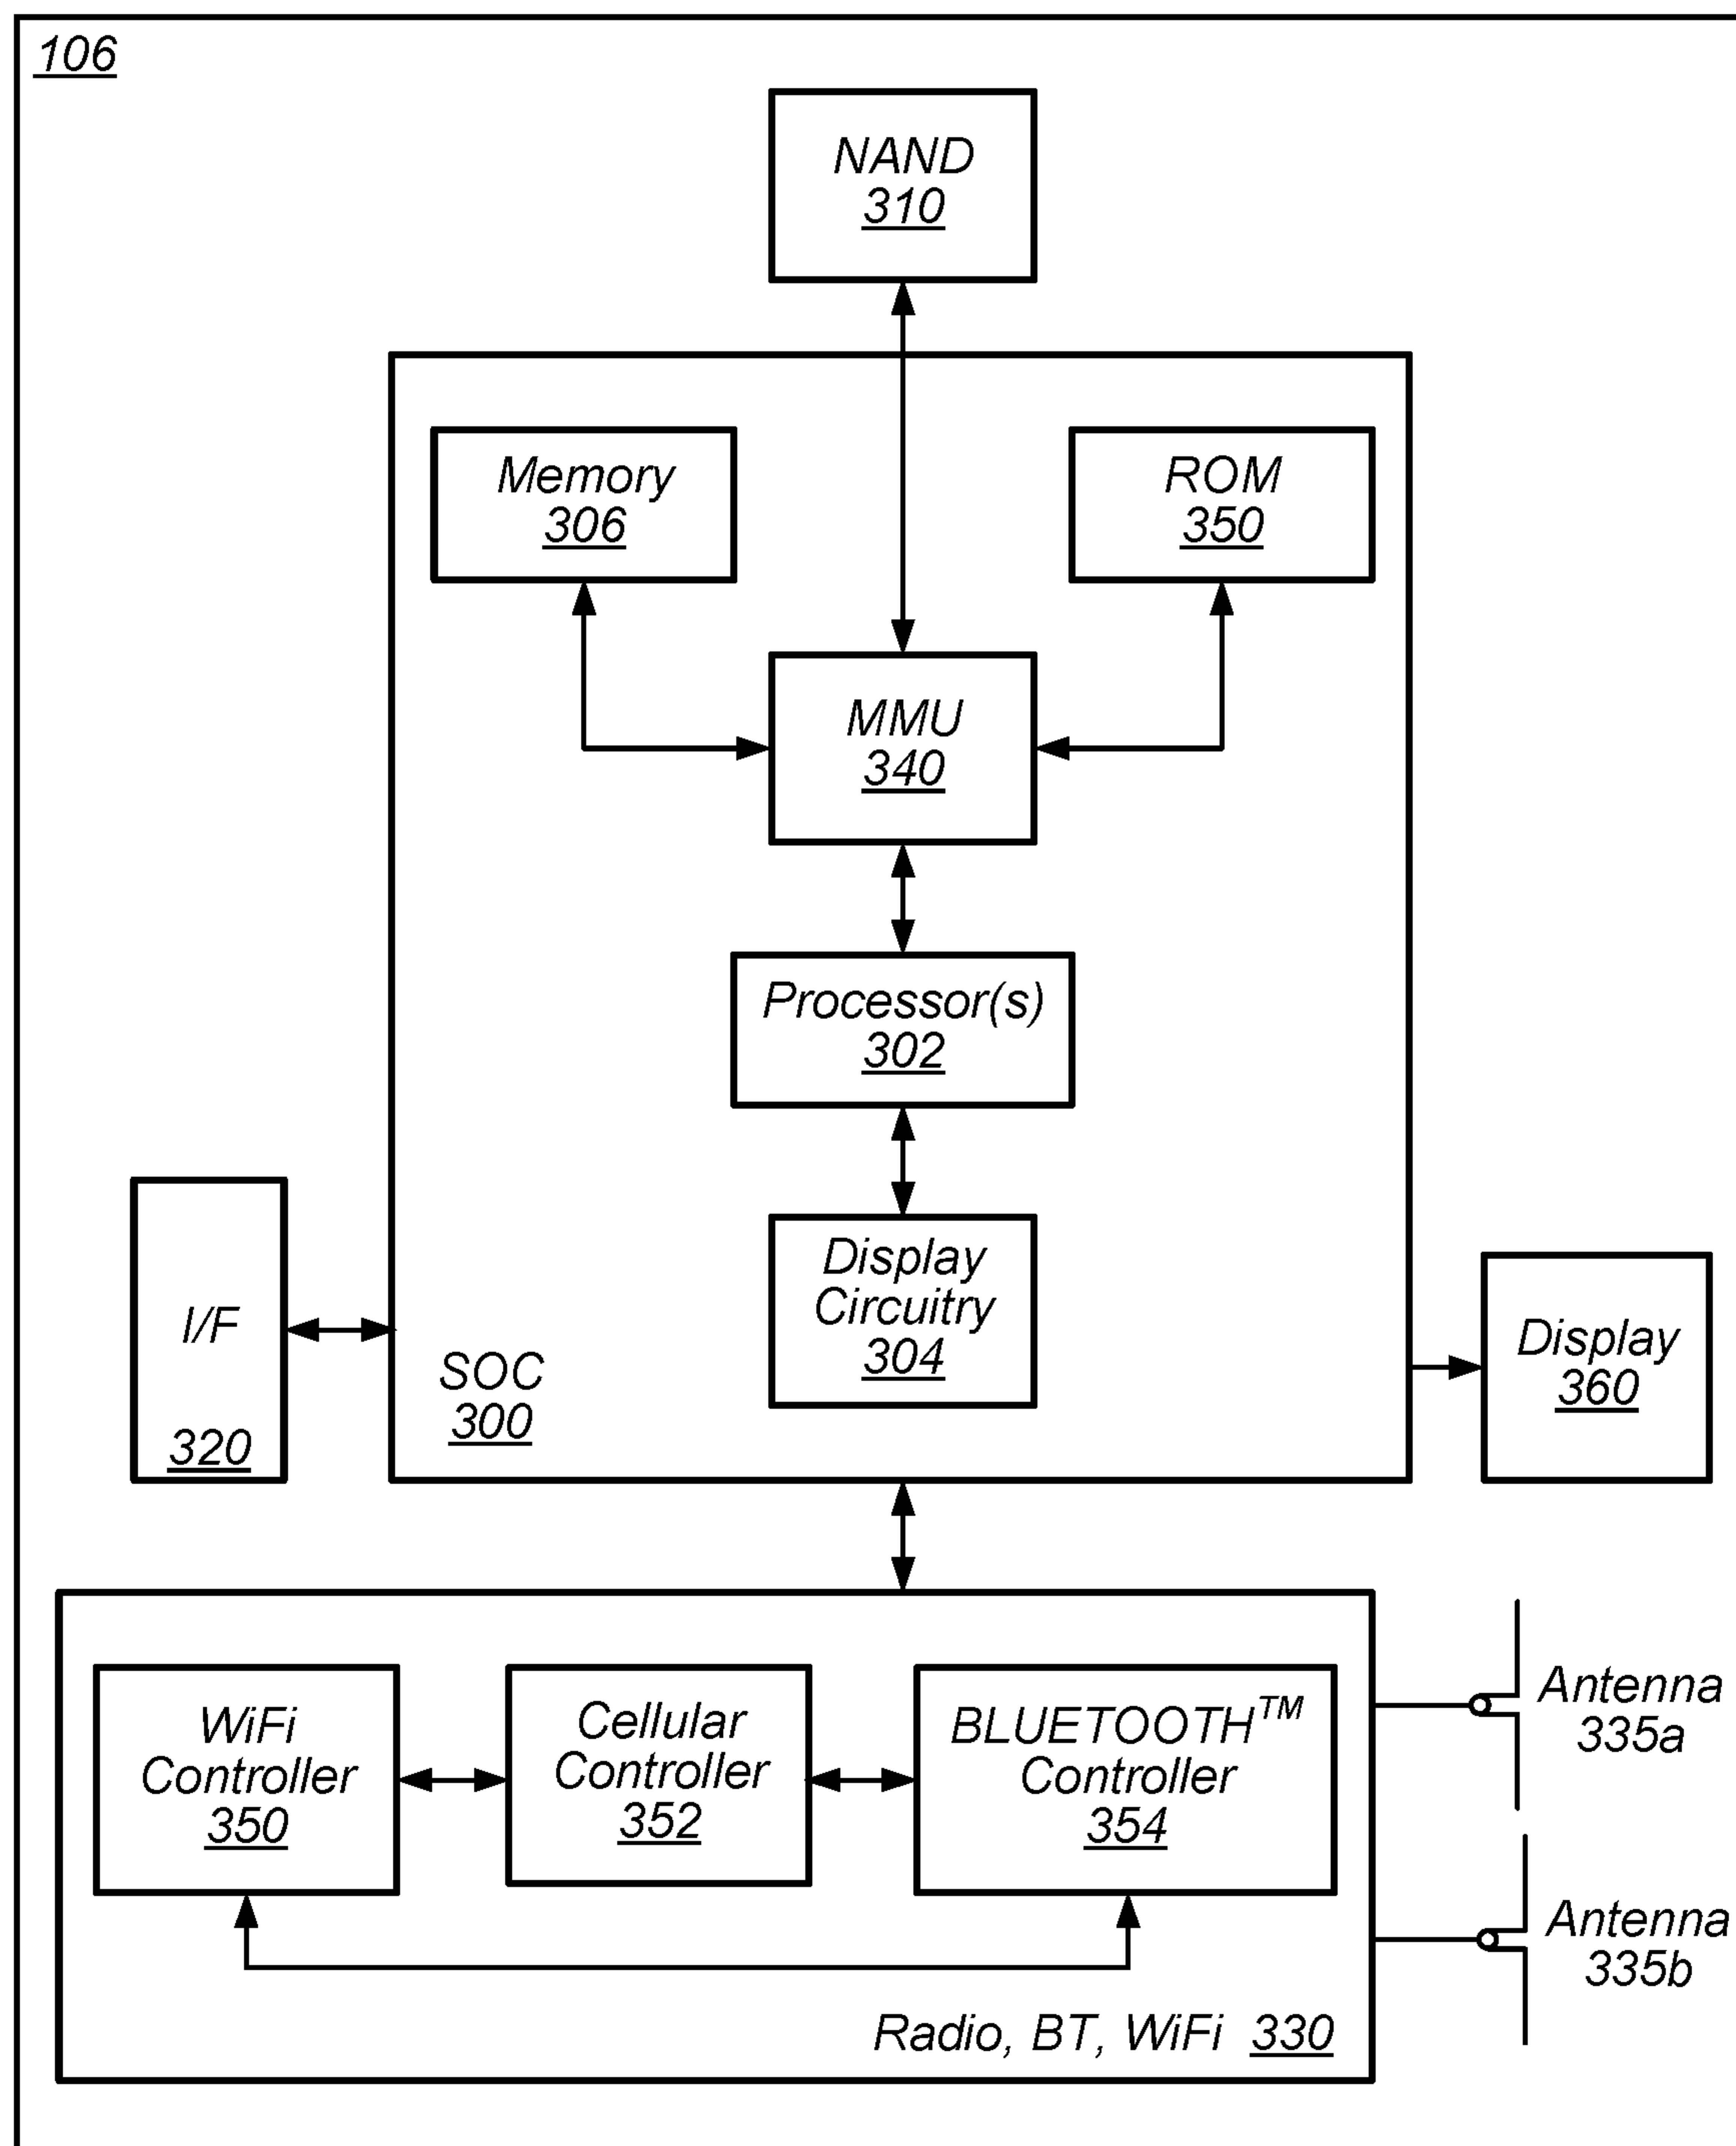 106
NAND
310
Memory
306
ROM
350
MMU
340
Processor(s)
302
Display
Circuitry
304
I/F
320
SOC
300
Display
360
WiFi
Controller
350
Cellular
Controller
352
BLUETOOTH™
Controller
354
Antenna
335a
Antenna
335b
Radio, BT, WiFi 330